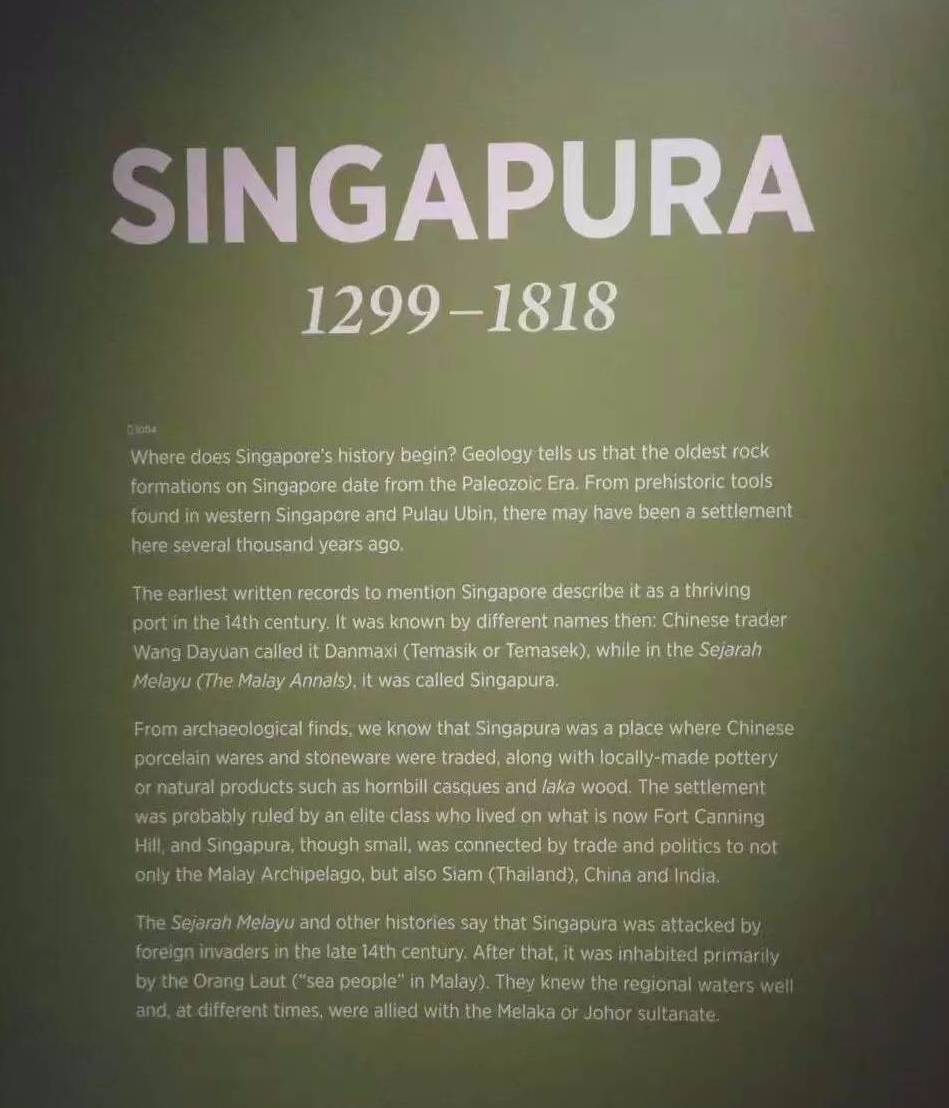 SINGAPURA
1299–1818
Where does Singapore's history begin? Geology tells us that the oldest rock
formations on Singapore date from the Paleozoic Era. From prehistoric tools
found in western Singapore and Pulau Ubin, there may have been a settlement
here several thousand years ago.
The earliest written records to mention Singapore describe it as a thriving
port in the 14th century. It was known by different names then: Chinese trader
Wang Dayuan called it Danmaxi (Temasik or Temasek), while in the Sejarah
Melayu (The Malay Annals), it was called Singapura.
From archaeological finds, we know that Singapura was a place where Chinese
porcelain wares and stoneware were traded, along with locally-made pottery
or natural products such as hornbill casques and laka wood. The settlement
was probably ruled by an elite class who lived on what is now Fort Canning
Hill, and Singapura, though small, was connected by trade and politics to not
only the Malay Archipelago, but also Siam (Thailand), China and India.
The Sejarah Melayu and other histories say that Singapura was attacked by
foreign invaders in the late 14th century. After that, it was inhabited primarily
by the Orang Laut ("sea people" in Malay). They knew the regional waters well
and, at different times, were allied with the Melaka or Johor sultanate.